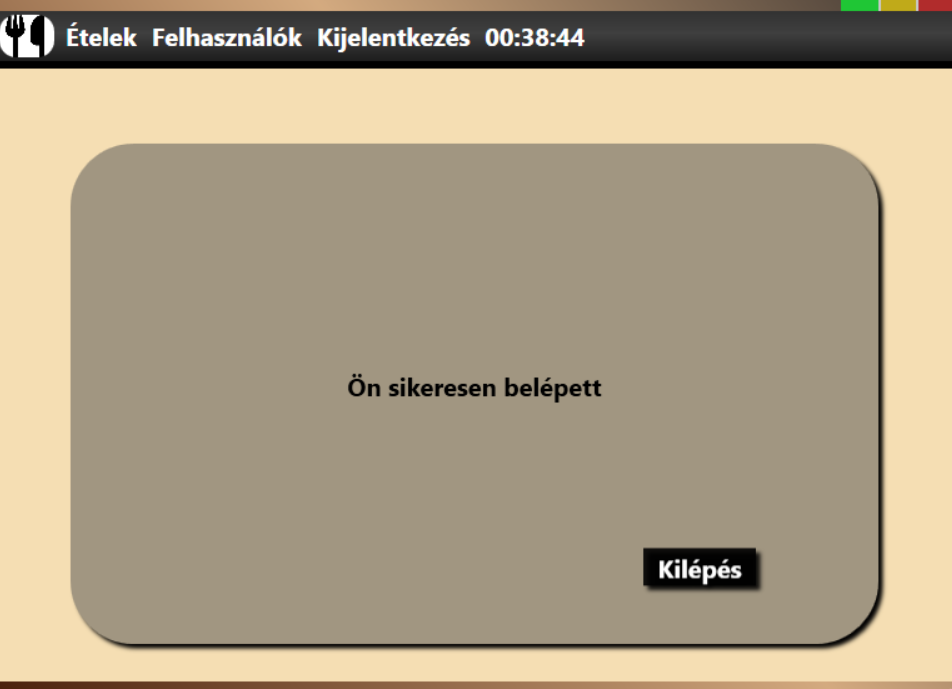 Ételek Felhasználók Kijelentkezés 00:38:44
Ön sikeresen belépett
Kilépés